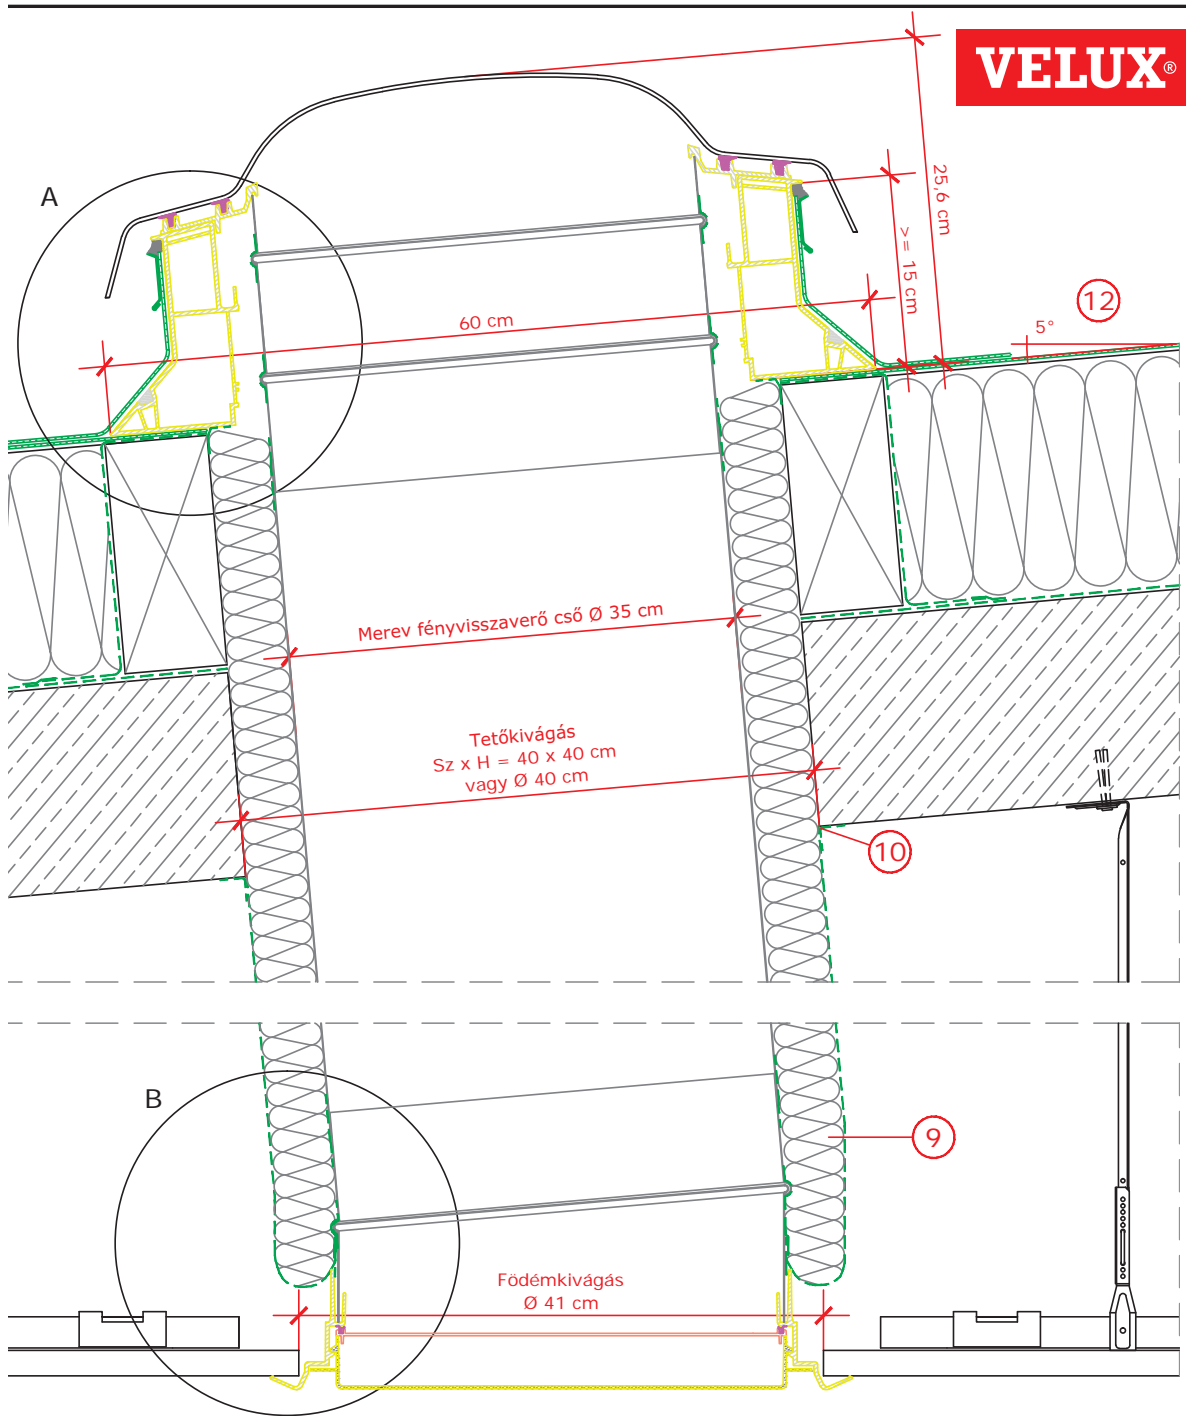 VELUX®
A
25,6 cm
>= 15 cm
12
5°
60 cm
Merev fényvisszaverő cső Ø 35 cm
Tetőkivágás
Sz x H = 40 x 40 cm
vagy Ø 40 cm
10
B
9
Födémkivágás
Ø 41 cm